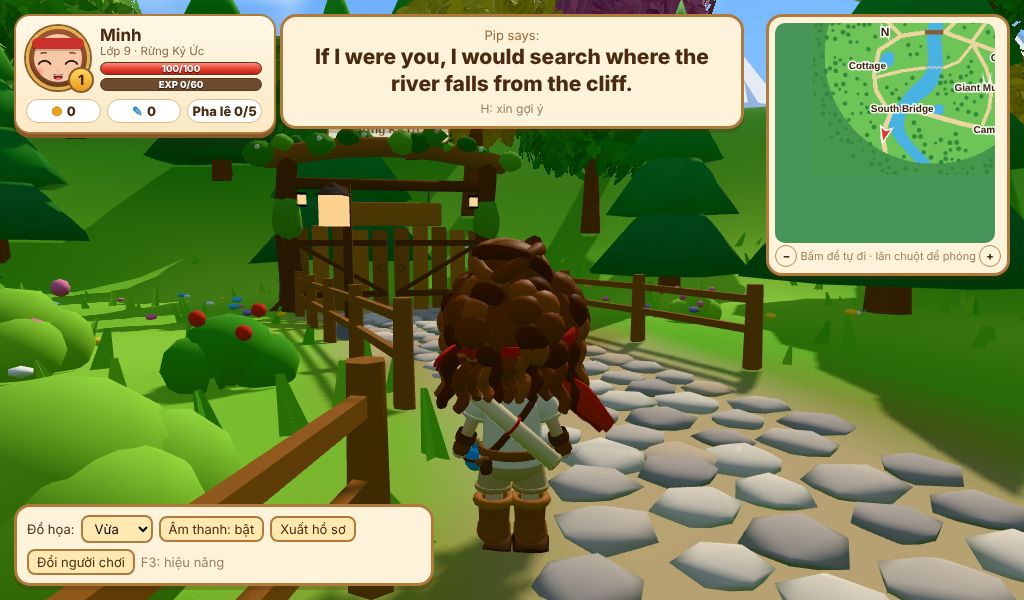 Minh
Lớp 9 · Rừng Ký Ức
100/100
EXP 0/60
1
0
0
Pha lê 0/5
Pip says:
If I were you, I would search where the
river falls from the cliff.
H: xin gợi ý
N
Cottage
Giant Mu
South Bridge
Cam
− Bấm để tự đi · lăn chuột để phóng +
Đồ họa: Vừa Âm thanh: bật Xuất hồ sơ
Đổi người chơi F3: hiệu năng